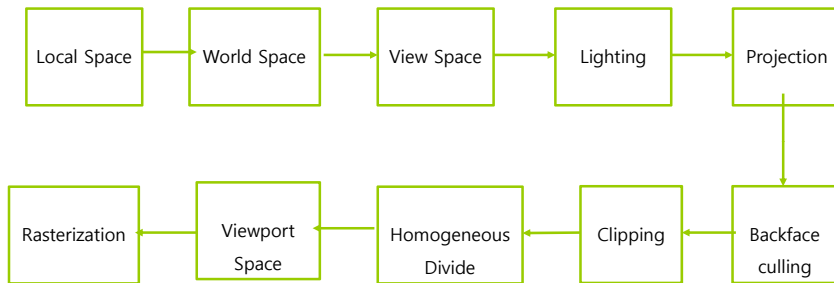 Local Space
World Space
View Space
Lighting
Projection
Rasterization
Viewport
Space
Homogeneous
Divide
Clipping
Backface
culling